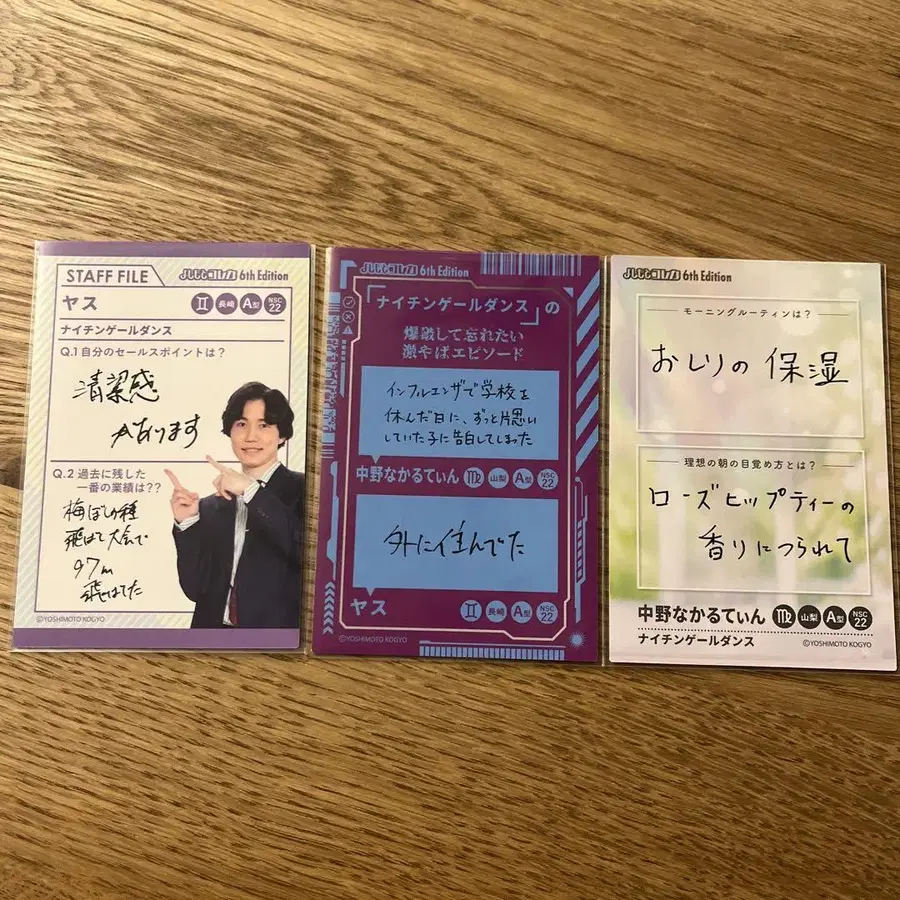 STAFF FILE
よしもとコレカ 6th Edition
ヤス
長崎 A型 NSC 22
ナイチンゲールダンス
Q.1 自分のセールスポイントは?
清潔感
があります
Q.2 過去に残した
一番の業績は??
梅ぼしの種
飛ばし大会で
97m
飛ばした
©YOSHIMOTO KOGYO
よしもとコレカ 6th Edition
「ナイチンゲールダンス」の
爆毀して忘れたい
激やばエピソード
インフルエンザで学校を
休んだ日に、ずっと片思い
していた子に告白してしまった
中野なかるてぃん ♍ 山梨 A型 NSC 22
外に住んでた
ヤス ♊ 長崎 A型 NSC 22
©YOSHIMOTO KOGYO
よしもとコレカ 6th Edition
モーニングルーティンは?
おしりの保湿
理想の朝の目覚め方とは?
ローズヒップティーの
香りにつられて
中野なかるてぃん ♍ 山梨 A型 NSC 22
ナイチンゲールダンス
©YOSHIMOTO KOGYO